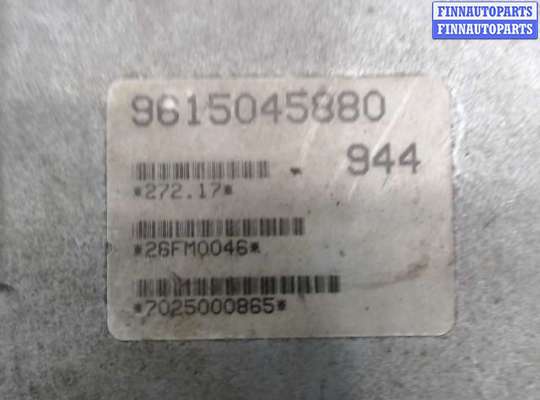 FINNAUTOPARTS
FINNAUTOPARTS
9615045880
944
*272.17*
*26FM0046*
*7025000865*